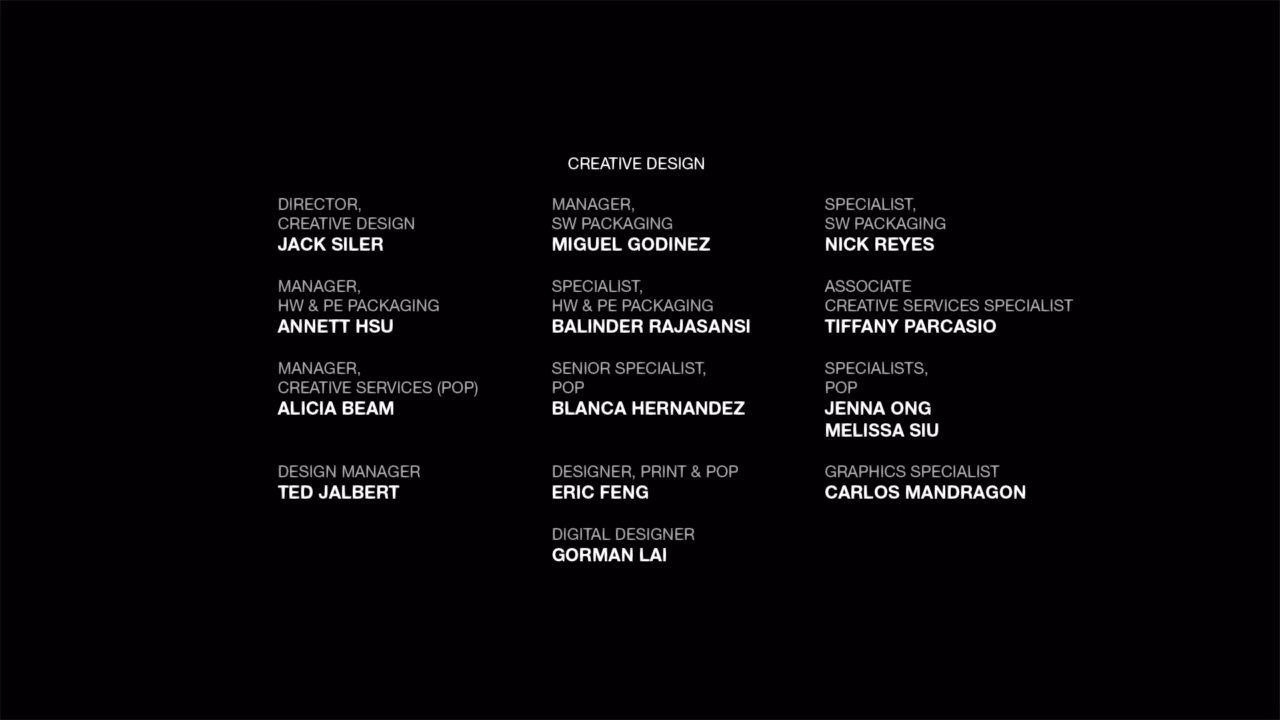 CREATIVE DESIGN
DIRECTOR,
CREATIVE DESIGN
JACK SILER
MANAGER,
SW PACKAGING
MIGUEL GODINEZ
SPECIALIST,
SW PACKAGING
NICK REYES
MANAGER,
HW & PE PACKAGING
ANNETT HSU
SPECIALIST,
HW & PE PACKAGING
BALINDER RAJASANSI
ASSOCIATE
CREATIVE SERVICES SPECIALIST
TIFFANY PARCASIO
MANAGER,
CREATIVE SERVICES (POP)
ALICIA BEAM
SENIOR SPECIALIST,
POP
BLANCA HERNANDEZ
SPECIALISTS,
POP
JENNA ONG
MELISSA SIU
DESIGN MANAGER
TED JALBERT
DESIGNER, PRINT & POP
ERIC FENG
GRAPHICS SPECIALIST
CARLOS MANDRAGON
DIGITAL DESIGNER
GORMAN LAI